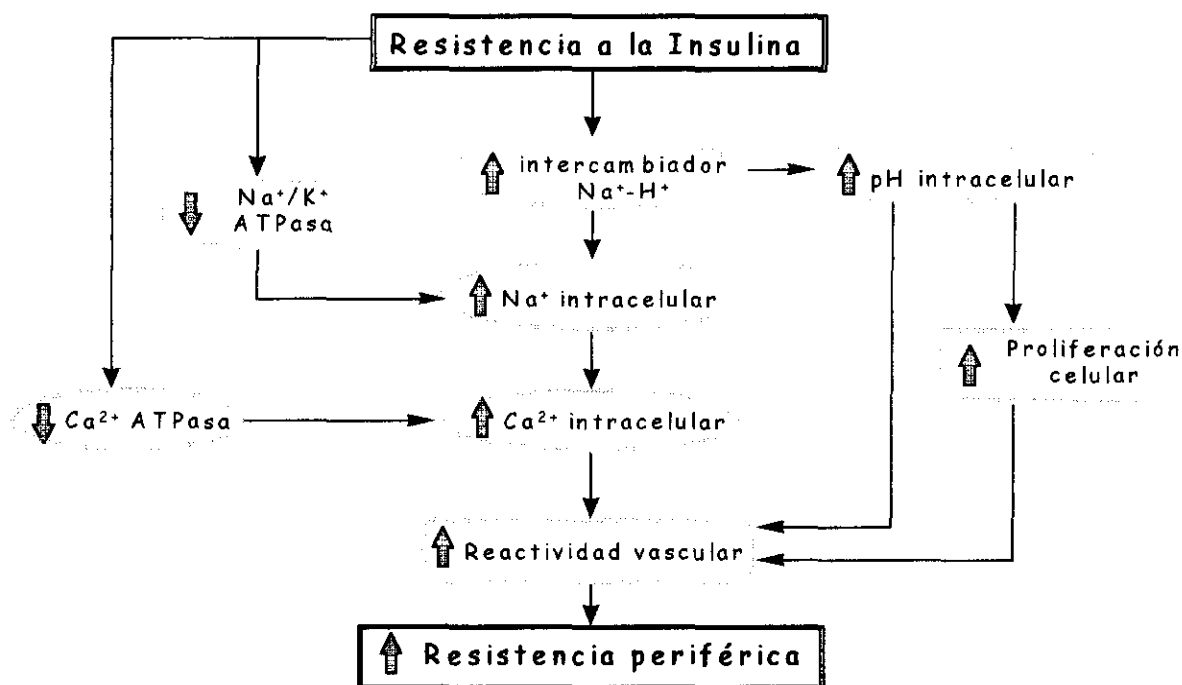 Resistencia a la Insulina
intercambiador
Na⁺-H⁺
pH intracelular
Na⁺/K⁺
ATPasa
Na⁺ intracelular
Proliferación
celular
Ca²⁺ ATPasa
Ca²⁺ intracelular
Reactividad vascular
Resistencia periférica